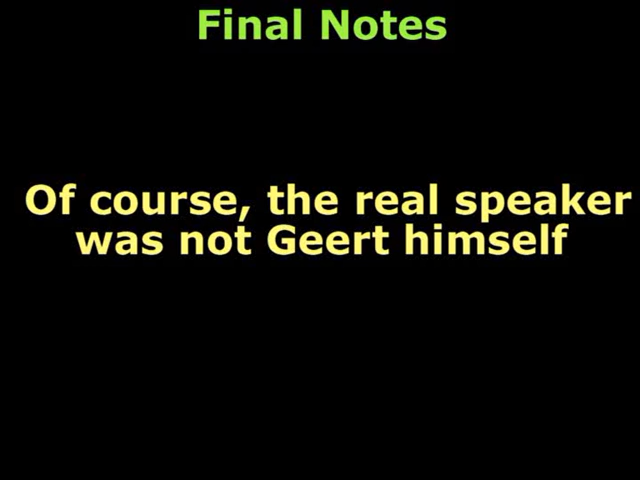 Final Notes
Of course, the real speaker
was not Geert himself